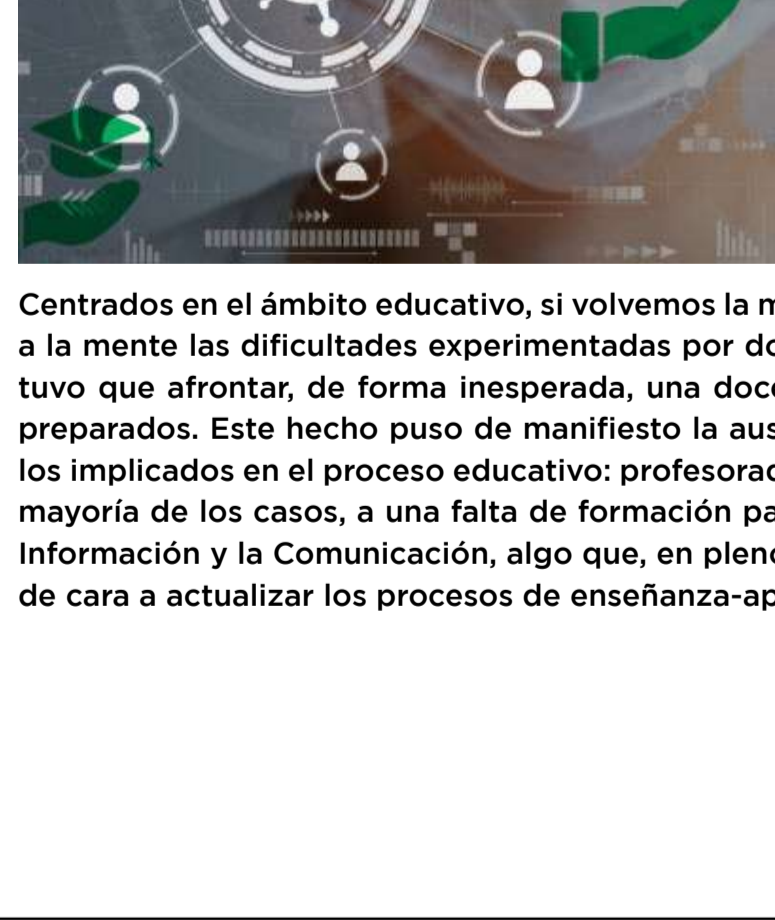 Centrados en el ámbito educativo, si volvemos la
a la mente las dificultades experimentadas por
tuvo que afrontar, de forma inesperada, una
preparados. Este hecho puso de manifiesto la
los implicados en el proceso educativo:
mayoría de los casos, a una falta de formación
Información y la Comunicación, algo que, en
de cara a actualizar los procesos de